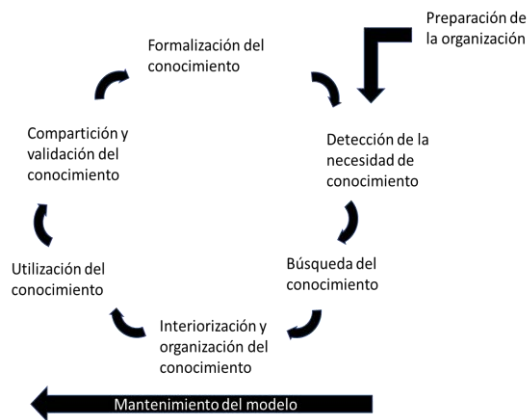 Preparación de
la organización
Formalización del
conocimiento
Detección de la
necesidad de
conocimiento
Búsqueda del
conocimiento
Interiorización y
organización del
conocimiento
Utilización del
conocimiento
Compartición y
validación del
conocimiento
Mantenimiento del modelo